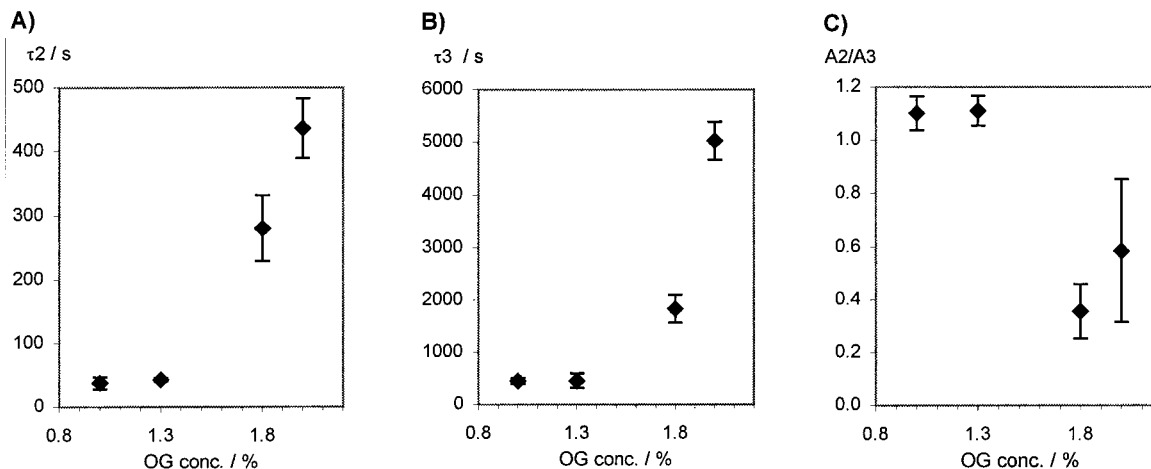 A)
τ2 / s
500
400
300
200
100
0
0.8 1.3 1.8
OG conc. / %
B)
τ3 / s
6000
5000
4000
3000
2000
1000
0
0.8 1.3 1.8
OG conc. / %
C)
A2/A3
1.2
1.0
0.8
0.6
0.4
0.2
0.0
0.8 1.3 1.8
OG conc. / %